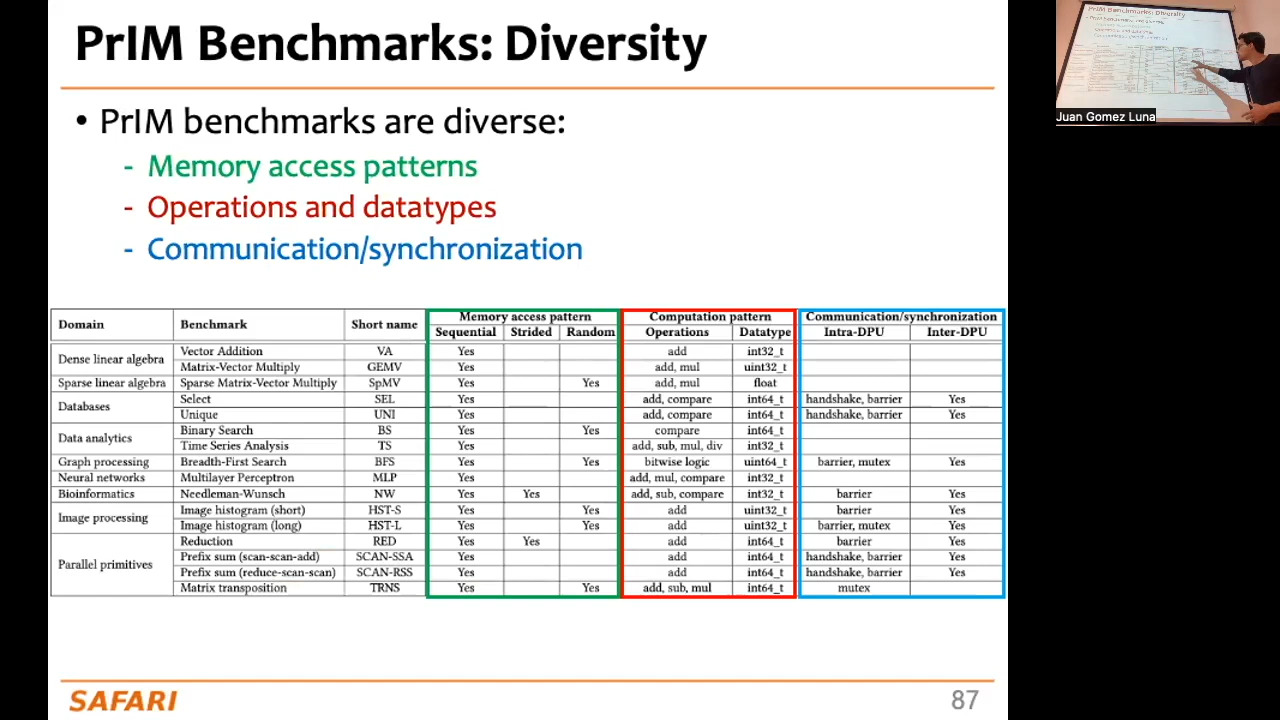 PrIM Benchmarks: Diversity
• PrIM benchmarks are diverse:
- Memory access patterns
- Operations and datatypes
- Communication/synchronization
Domain Benchmark Short name Memory access pattern Computation pattern Communication/synchronization
Sequential Strided Random Operations Datatype Intra-DPU Inter-DPU
Dense linear algebra Vector Addition VA Yes add int32_t
Matrix-Vector Multiply GEMV Yes add, mul uint32_t
Sparse linear algebra Sparse Matrix-Vector Multiply SpMV Yes Yes add, mul float
Databases Select SEL Yes add, compare int64_t handshake, barrier Yes
Unique UNI Yes add, compare int64_t handshake, barrier Yes
Data analytics Binary Search BS Yes Yes compare int64_t
Time Series Analysis TS Yes add, sub, mul, div int32_t
Graph processing Breadth-First Search BFS Yes Yes bitwise logic uint64_t barrier, mutex Yes
Neural networks Multilayer Perceptron MLP Yes add, mul, compare int32_t
Bioinformatics Needleman-Wunsch NW Yes Yes add, sub, compare int32_t barrier Yes
Image processing Image histogram (short) HST-S Yes Yes add uint32_t barrier Yes
Image histogram (long) HST-L Yes Yes add uint32_t barrier, mutex Yes
Parallel primitives Reduction RED Yes Yes add int64_t barrier Yes
Prefix sum (scan-scan-add) SCAN-SSA Yes add int64_t handshake, barrier Yes
Prefix sum (reduce-scan-scan) SCAN-RSS Yes add int64_t handshake, barrier Yes
Matrix transposition TRNS Yes Yes add, sub, mul int64_t mutex
SAFARI
87
PrIM Benchmarks: Diversity
Juan Gomez Luna